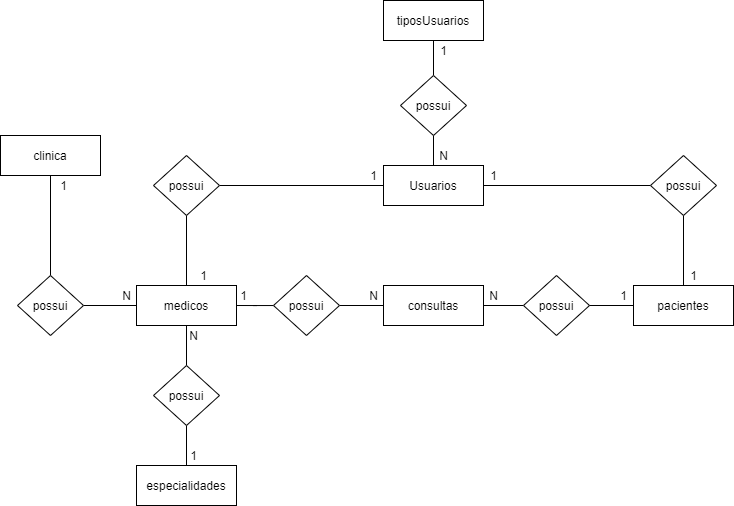 tiposUsuarios
1
possui
N
clinica
1
possui
1
Usuarios
1
possui
1
1
possui
N
medicos
1
possui
N
consultas
N
possui
1
pacientes
N
possui
1
especialidades